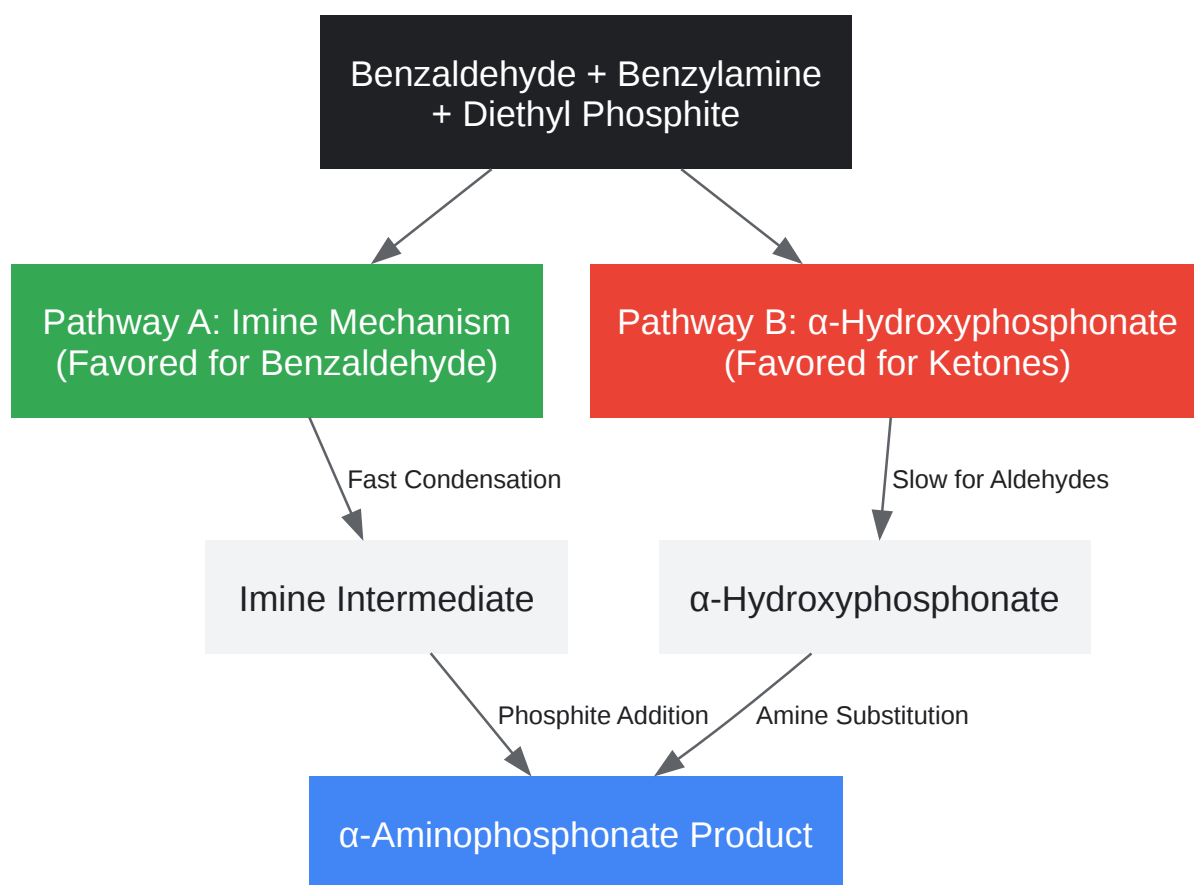 Benzaldehyde + Benzylamine
+ Diethyl Phosphite
Pathway A: Imine Mechanism
(Favored for Benzaldehyde)
Pathway B: α-Hydroxyphosphonate
(Favored for Ketones)
Fast Condensation
Slow for Aldehydes
Imine Intermediate
α-Hydroxyphosphonate
Phosphite Addition
Amine Substitution
α-Aminophosphonate Product